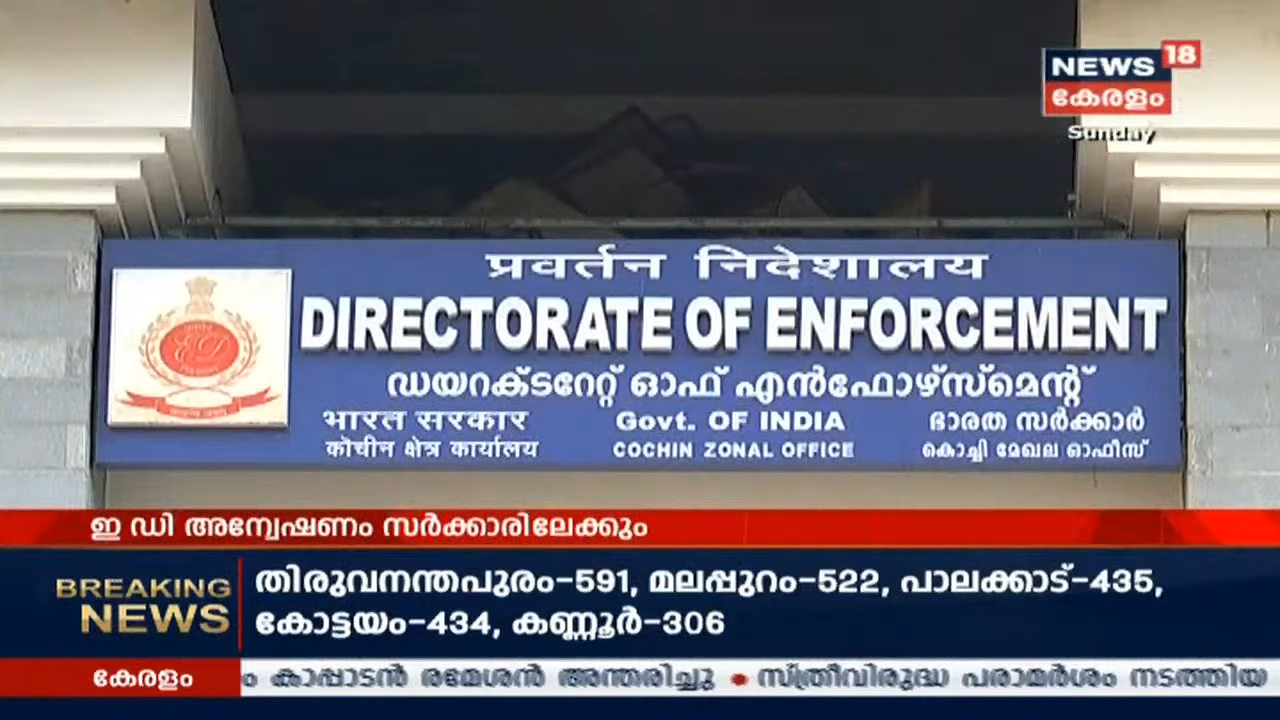 NEWS 18
കേരളം
Sunday
प्रवर्तन निदेशालय
DIRECTORATE OF ENFORCEMENT
ഡയറക്ടറേറ്റ് ഓഫ് എൻഫോഴ്സ്മെന്റ്
भारत सरकार Govt. OF INDIA ഭാരത സർക്കാർ
कोचीन क्षेत्र कार्यालय COCHIN ZONAL OFFICE കൊച്ചി മേഖല ഓഫീസ്
ED
ഇ ഡി അന്വേഷണം സർക്കാരിലേക്കും
BREAKING
NEWS
തിരുവനന്തപുരം-591, മലപ്പുറം-522, പാലക്കാട്-435,
കോട്ടയം-434, കണ്ണൂർ-306
കേരളം
കാപ്പാടൻ രമേശൻ അന്തരിച്ചു • സ്ത്രീവിരുദ്ധ പരാമർശം നടത്തിയ